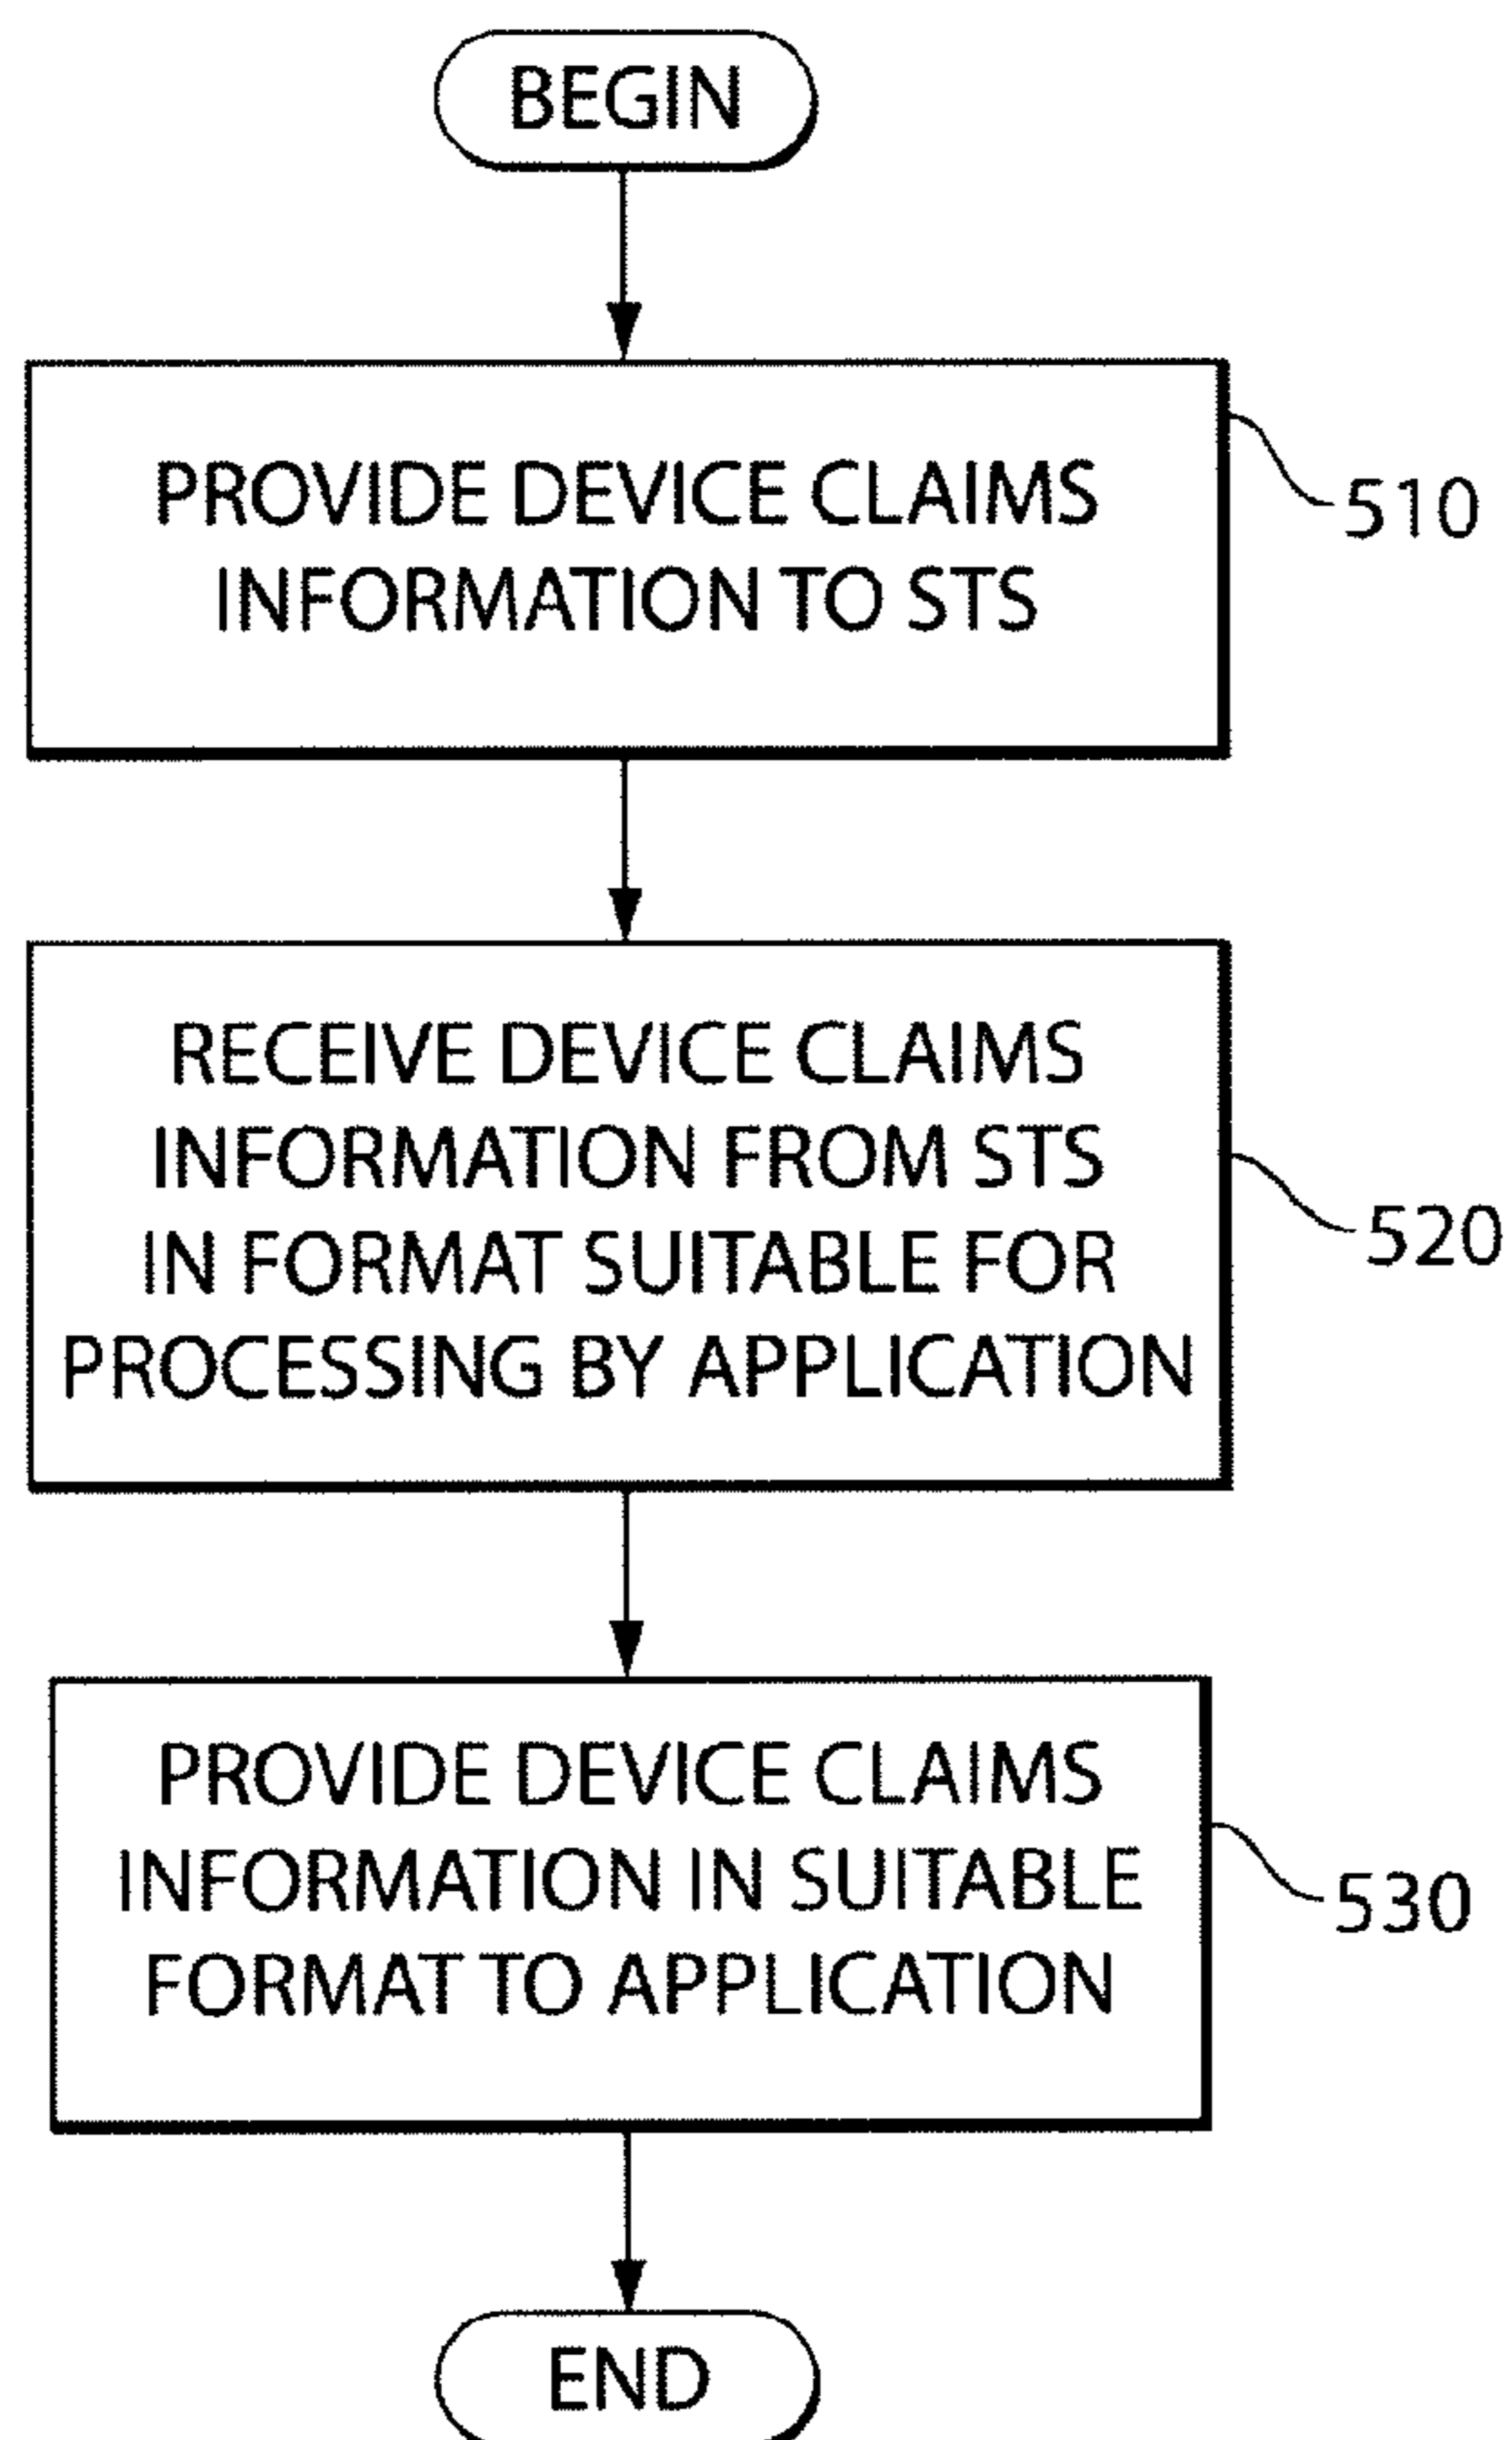 BEGIN
PROVIDE DEVICE CLAIMS
INFORMATION TO STS
510
RECEIVE DEVICE CLAIMS
INFORMATION FROM STS
IN FORMAT SUITABLE FOR
PROCESSING BY APPLICATION
520
PROVIDE DEVICE CLAIMS
INFORMATION IN SUITABLE
FORMAT TO APPLICATION
530
END